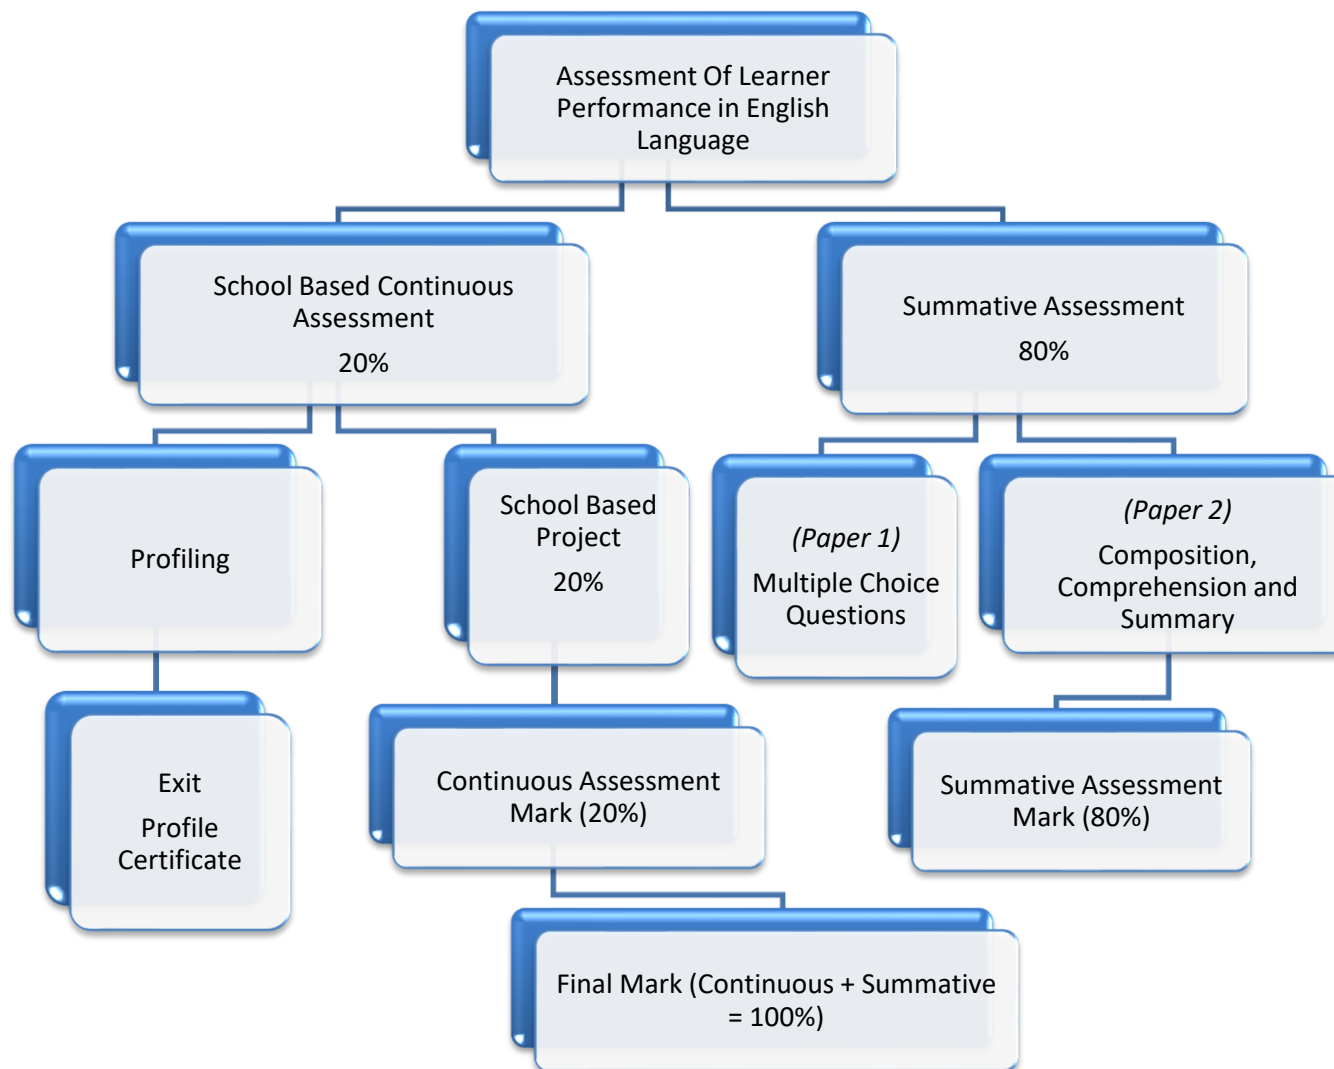 Assessment Of Learner
Performance in English
Language
School Based Continuous
Assessment
20%
Summative Assessment
80%
Profiling
School Based
Project
20%
(Paper 1)
Multiple Choice
Questions
(Paper 2)
Composition,
Comprehension and
Summary
Exit
Profile
Certificate
Continuous Assessment
Mark (20%)
Summative Assessment
Mark (80%)
Final Mark (Continuous + Summative
= 100%)